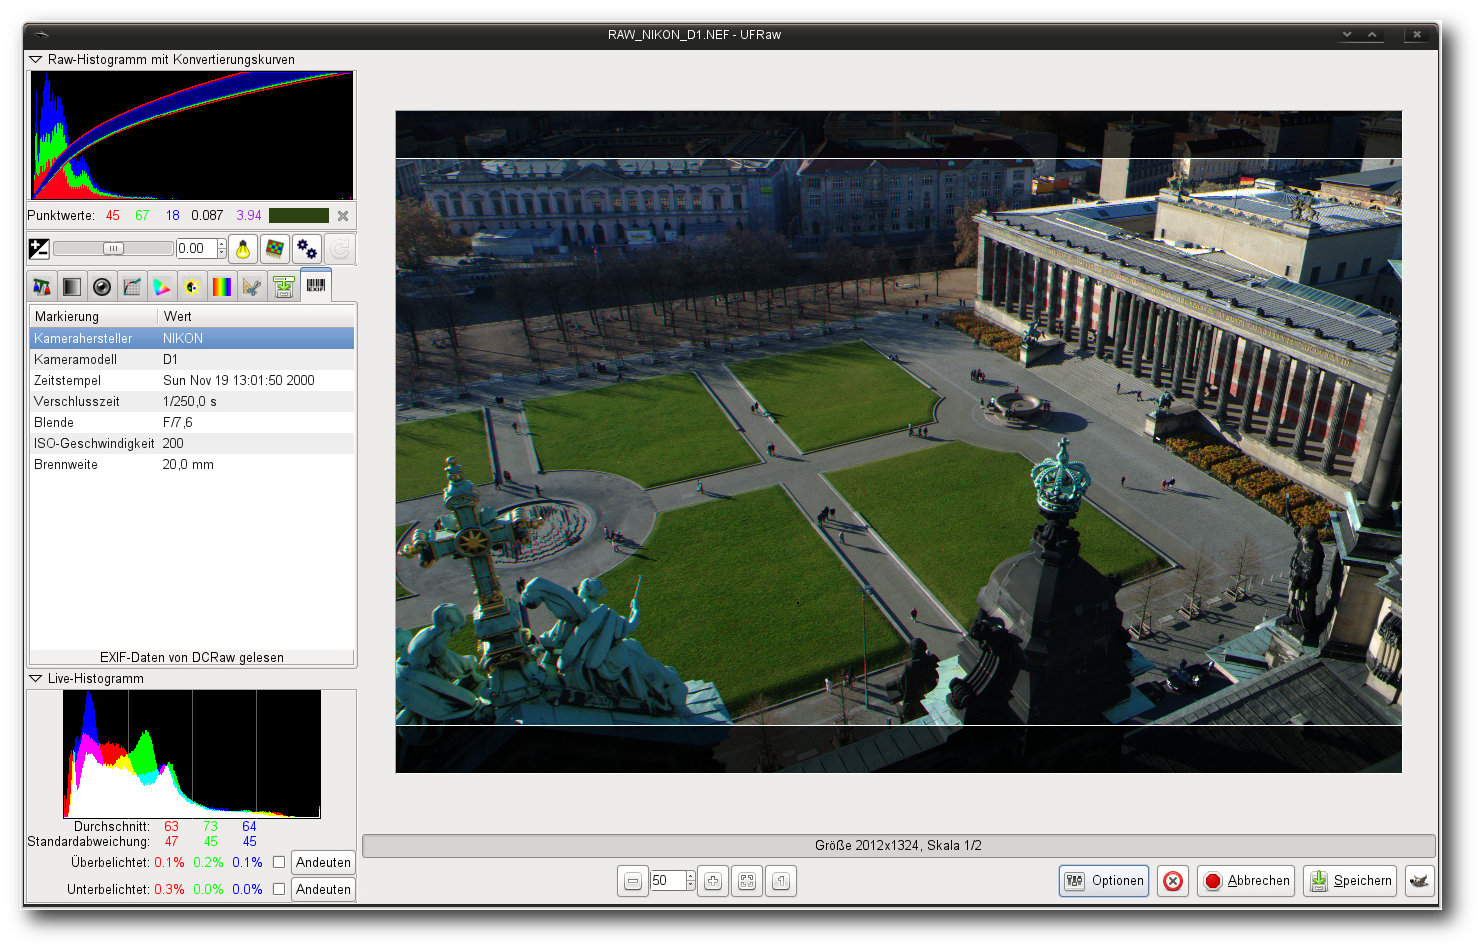 RAW_NIKON_D1.NEF - UFRaw
Raw-Histogramm mit Konvertierungskurven
Punktwerte: 45 67 18 0.087 3.94
0.00
EXIF
Markierung Wert
Kamerahersteller NIKON
Kameramodell D1
Zeitstempel Sun Nov 19 13:01:50 2000
Verschlusszeit 1/250,0 s
Blende F/7,6
ISO-Geschwindigkeit 200
Brennweite 20,0 mm
EXIF-Daten von DCRaw gelesen
Live-Histogramm
Durchschnitt: 63 73 64
Standardabweichung: 47 45 45
Überbelichtet: 0.1% 0.2% 0.1% Andeuten
Unterbelichtet: 0.3% 0.0% 0.0% Andeuten
Größe 2012x1324, Skala 1/2
50 1 Optionen Abbrechen Speichern